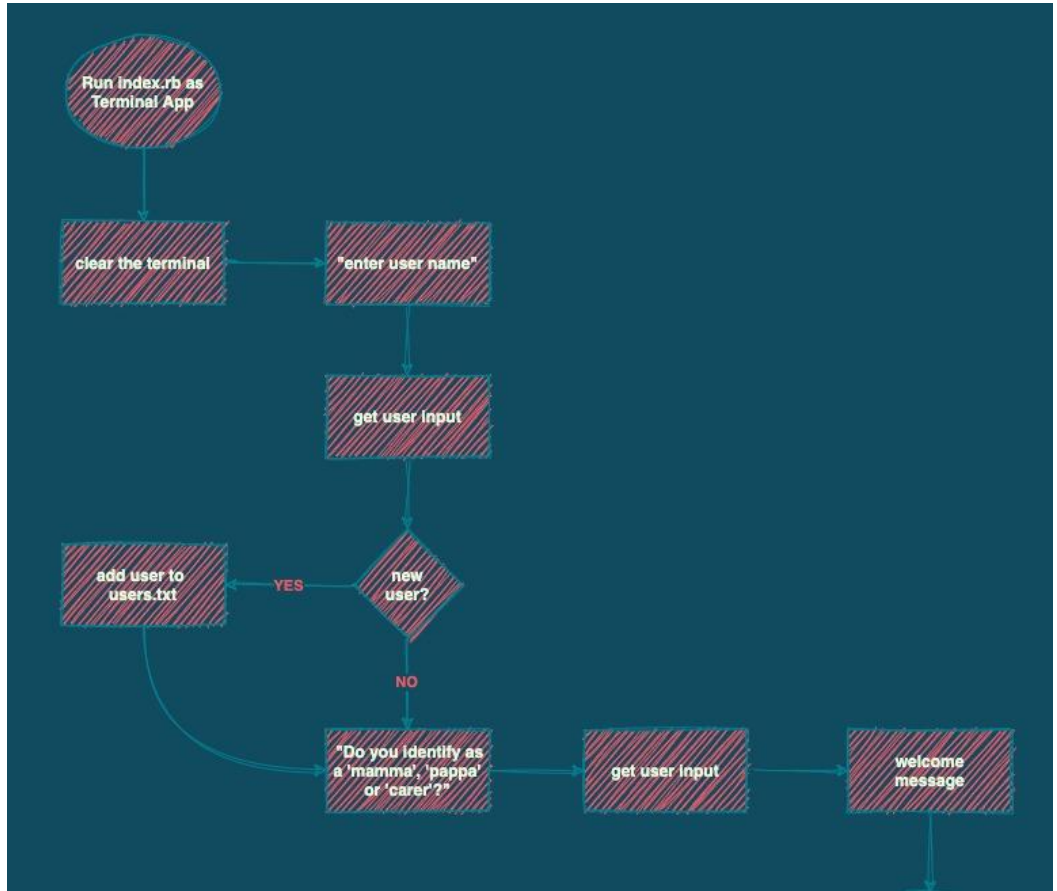 Run index.rb as
Terminal App
clear the terminal
"enter user name"
get user input
new
user?
YES
add user to
users.txt
NO
"Do you identify as
a 'mamma', 'pappa'
or 'carer'?"
get user input
welcome
message